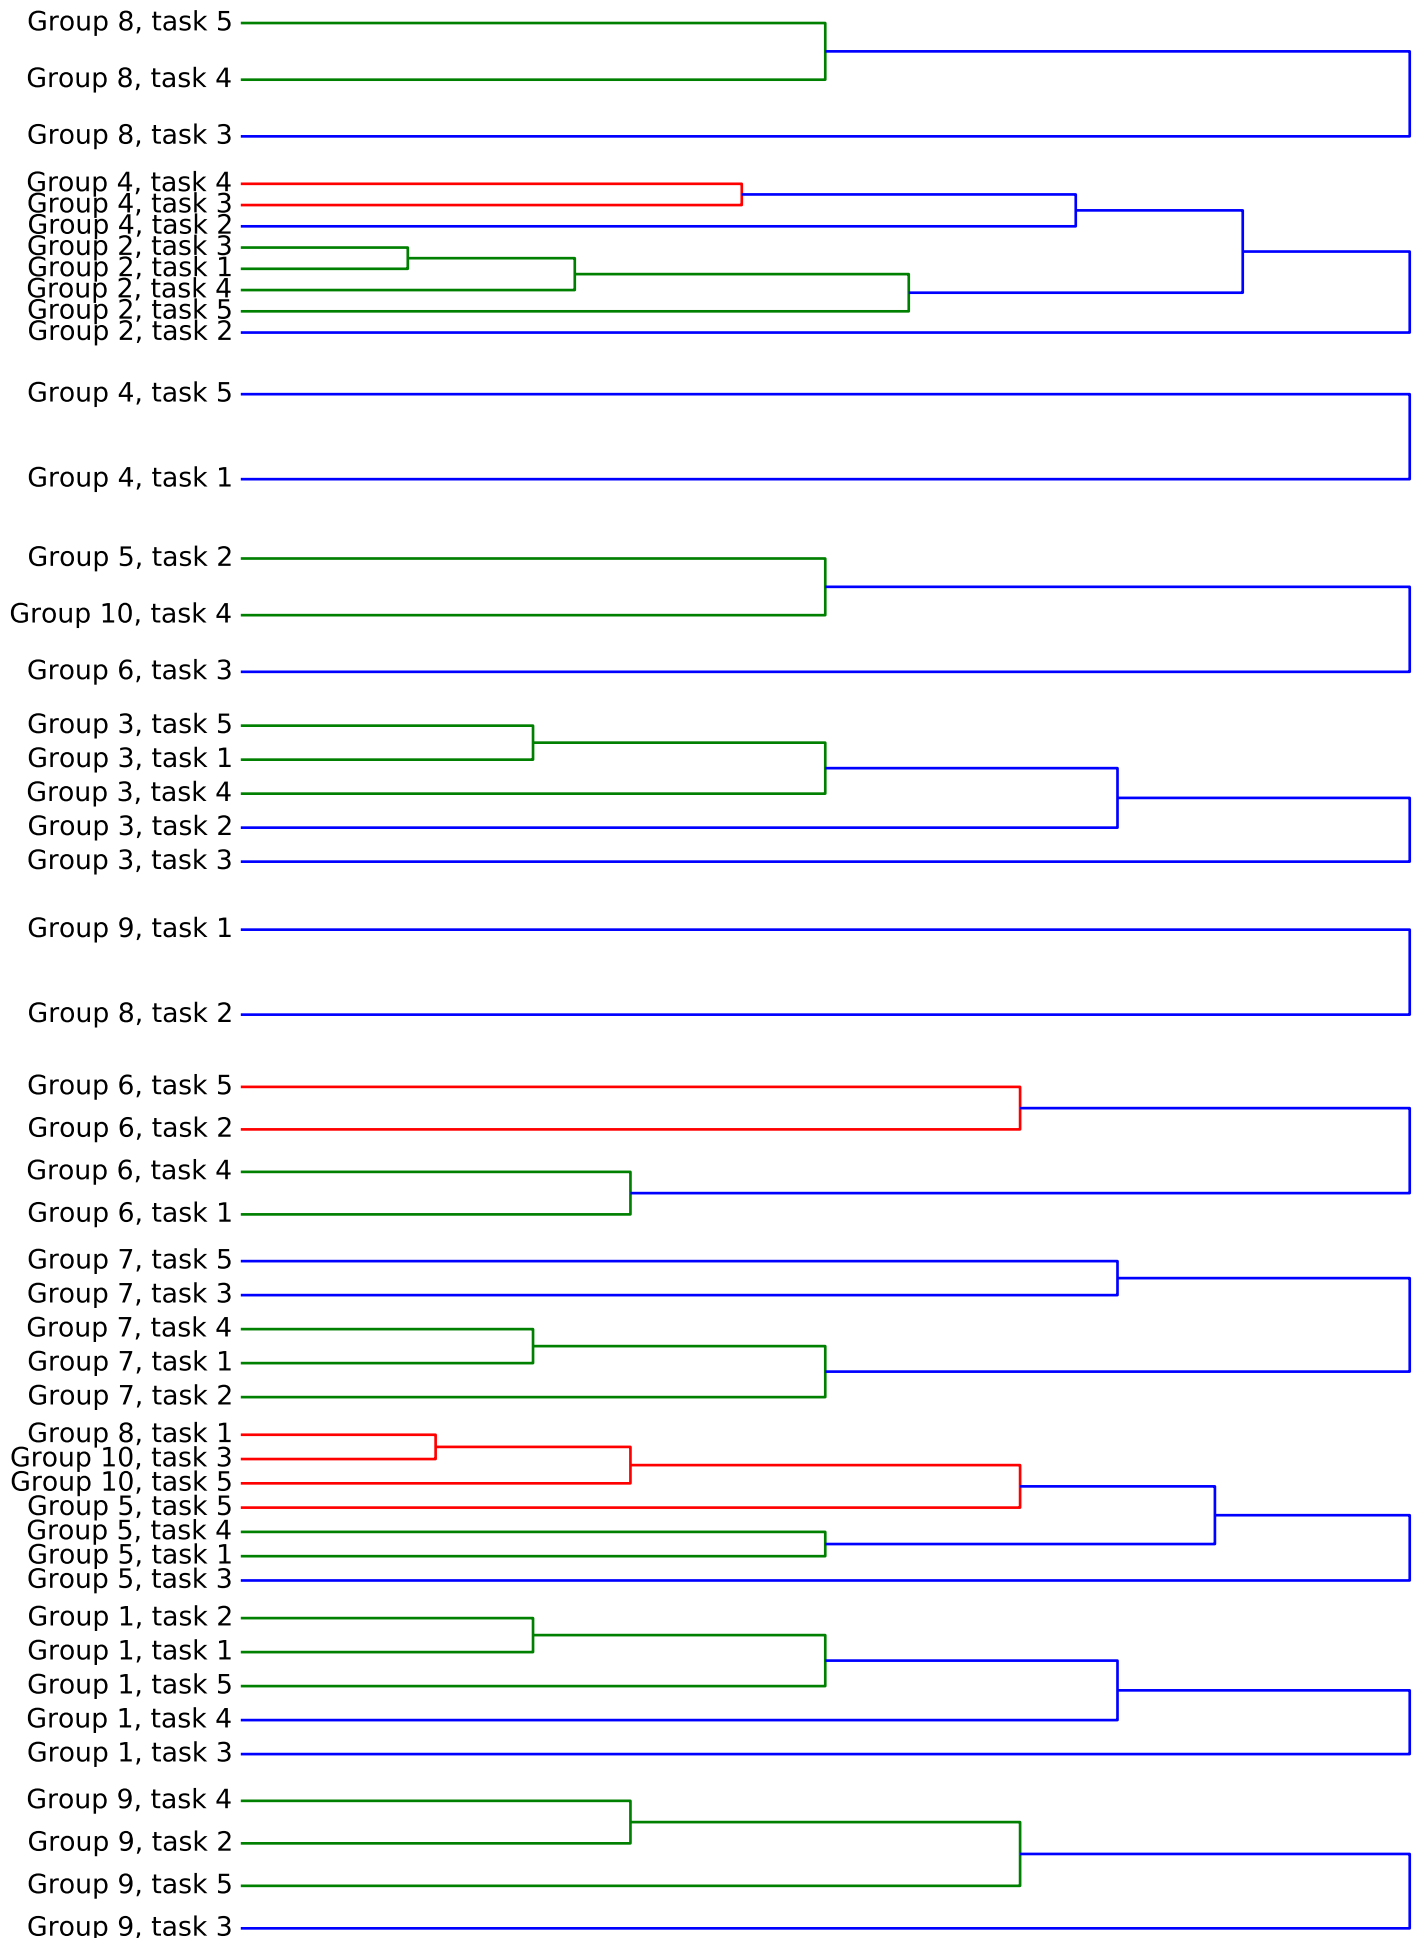 Group 8, task 5
Group 8, task 4
Group 8, task 3
Group 4, task 4
Group 4, task 3
Group 4, task 2
Group 2, task 3
Group 2, task 1
Group 2, task 4
Group 2, task 5
Group 2, task 2
Group 4, task 5
Group 4, task 1
Group 5, task 2
Group 10, task 4
Group 6, task 3
Group 3, task 5
Group 3, task 1
Group 3, task 4
Group 3, task 2
Group 3, task 3
Group 9, task 1
Group 8, task 2
Group 6, task 5
Group 6, task 2
Group 6, task 4
Group 6, task 1
Group 7, task 5
Group 7, task 3
Group 7, task 4
Group 7, task 1
Group 7, task 2
Group 8, task 1
Group 10, task 3
Group 10, task 5
Group 5, task 5
Group 5, task 4
Group 5, task 1
Group 5, task 3
Group 1, task 2
Group 1, task 1
Group 1, task 5
Group 1, task 4
Group 1, task 3
Group 9, task 4
Group 9, task 2
Group 9, task 5
Group 9, task 3